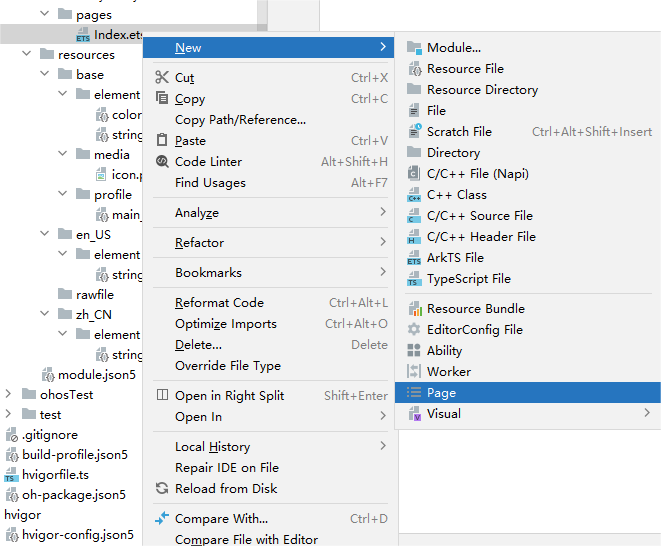 pages
Index.ets
resources
base
element
color
string
media
icon.p
profile
main_
en_US
element
string
rawfile
zh_CN
element
string
module.json5
ohosTest
test
.gitignore
build-profile.json5
hvigorfile.ts
oh-package.json5
hvigor
hvigor-config.json5
New
Cut Ctrl+X
Copy Ctrl+C
Copy Path/Reference...
Paste Ctrl+V
Code Linter Alt+Shift+H
Find Usages Alt+F7
Analyze
Refactor
Bookmarks
Reformat Code Ctrl+Alt+L
Optimize Imports Ctrl+Alt+O
Delete... Delete
Override File Type
Open in Right Split Shift+Enter
Open In
Local History
Repair IDE on File
Reload from Disk
Compare With... Ctrl+D
Compare File with Editor
Module...
Resource File
Resource Directory
File
Scratch File Ctrl+Alt+Shift+Insert
Directory
C/C++ File (Napi)
C++ Class
C/C++ Source File
C/C++ Header File
ArkTS File
TypeScript File
Resource Bundle
EditorConfig File
Ability
Worker
Page
Visual